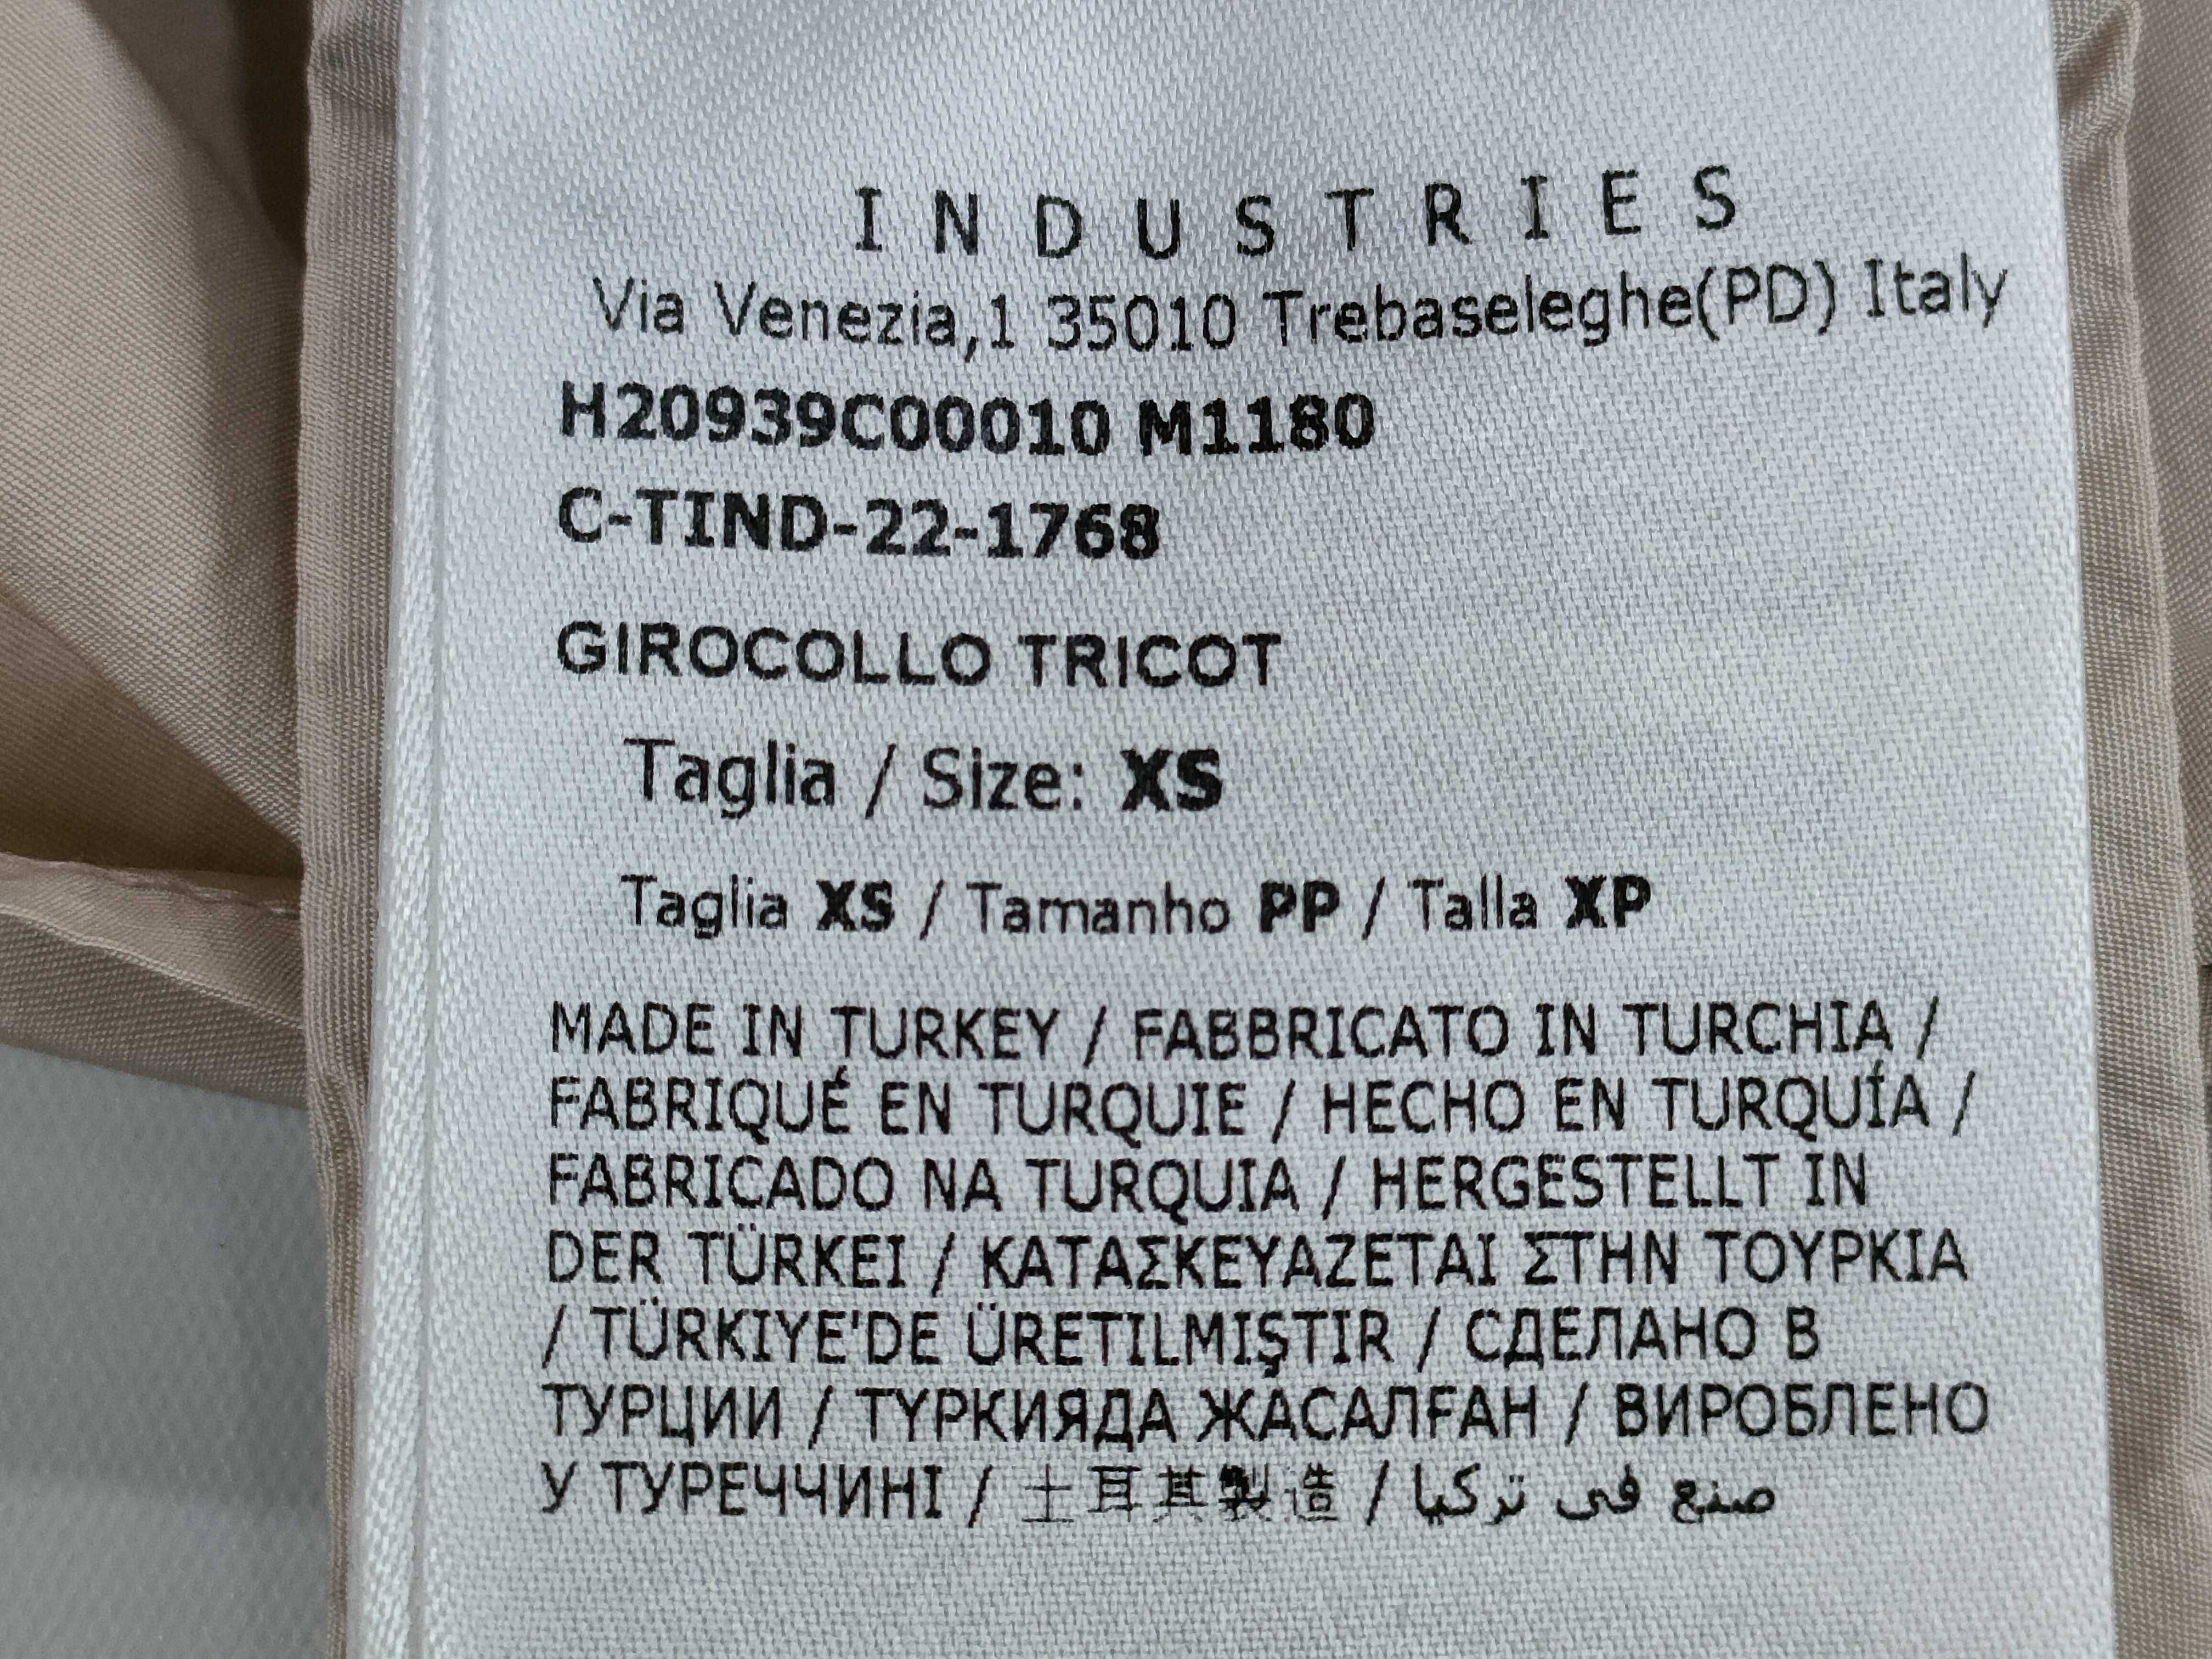 INDUSTRIES
Via Venezia,1 35010 Trebaseleghe(PD) Italy
H20939C00010 M1180
C-TIND-22-1768
GIROCOLLO TRICOT
Taglia / Size: XS
Taglia XS / Tamanho PP / Talla XP
MADE IN TURKEY / FABBRICATO IN TURCHIA /
FABRIQUÉ EN TURQUIE / HECHO EN TURQUÍA /
FABRICADO NA TURQUIA / HERGESTELLT IN
DER TÜRKEI / ΚΑΤΑΣΚΕΥΑΖΕΤΑΙ ΣΤΗΝ ΤΟΥΡΚΙΑ
/ TÜRKIYE'DE ÜRETILMIŞTIR / СДЕЛАНО В
ТУРЦИИ / ТҮРКИЯДА ЖАСАЛҒАН / ВИРОБЛЕНО
У ТУРЕЧЧИНІ / 土耳其製造 / صنع فى تركيا